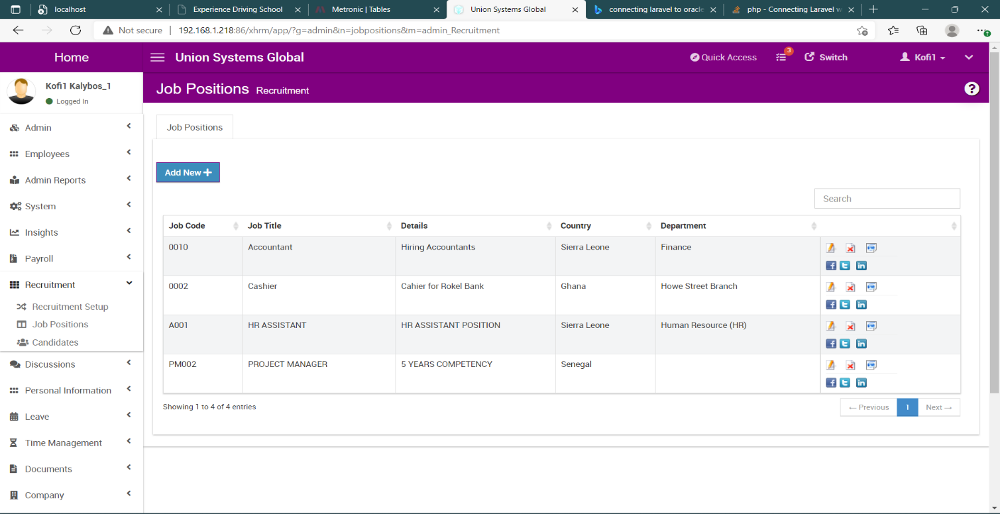 localhost
Experience Driving School
Metronic | Tables
Union Systems Global
connecting laravel to oracle
php - Connecting Laravel w
Not secure | 192.168.1.218:86/xhrm/app/?g=admin&n=jobpositions&m=admin_Recruitment
Home
Union Systems Global
Quick Access
3
Switch
Kofi1
Kofi1 Kalybos_1
Logged In
Job Positions Recruitment
?
Admin
Employees
Admin Reports
System
Insights
Payroll
Recruitment
Recruitment Setup
Job Positions
Candidates
Discussions
Personal Information
Leave
Time Management
Documents
Company
Job Positions
Add New
Search
Job Code Job Title Details Country Department
0010 Accountant Hiring Accountants Sierra Leone Finance
0002 Cashier Cahier for Rokel Bank Ghana Howe Street Branch
A001 HR ASSISTANT HR ASSISTANT POSITION Sierra Leone Human Resource (HR)
PM002 PROJECT MANAGER 5 YEARS COMPETENCY Senegal
Showing 1 to 4 of 4 entries
← Previous 1 Next →